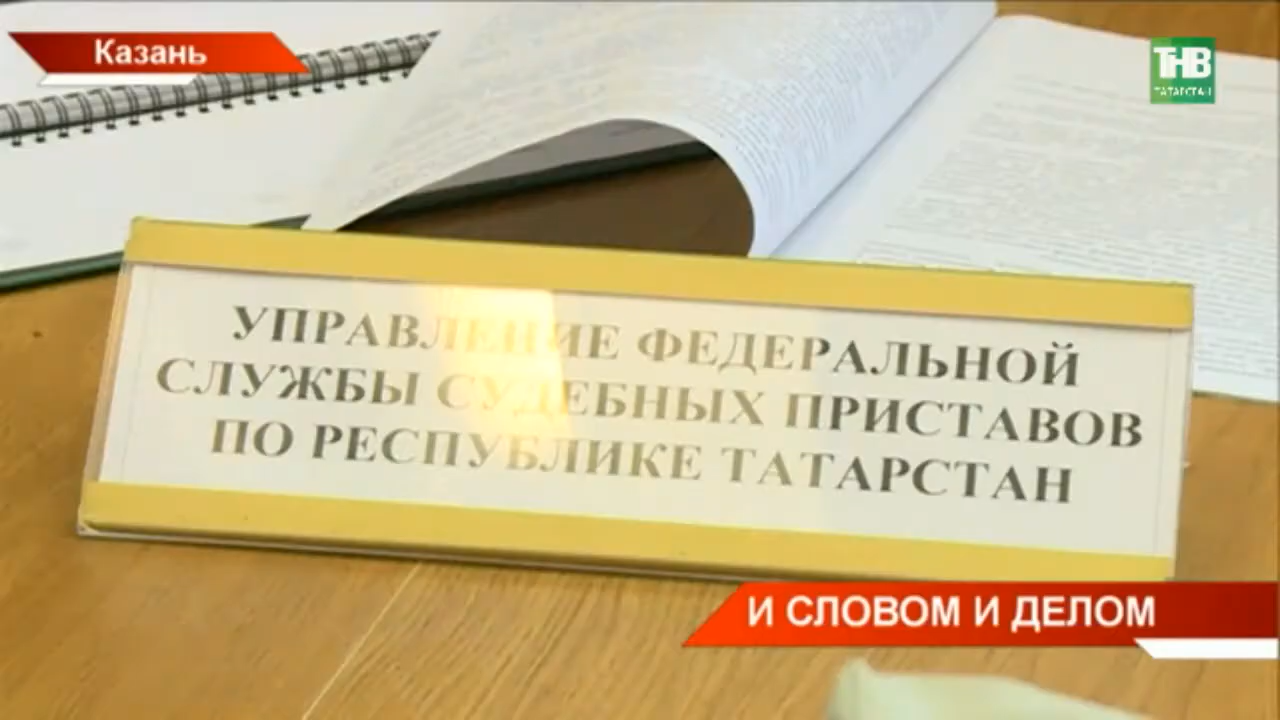 Казань
ТНВ
ТАТАРСТАН
УПРАВЛЕНИЕ ФЕДЕРАЛЬНОЙ
СЛУЖБЫ СУДЕБНЫХ ПРИСТАВОВ
ПО РЕСПУБЛИКЕ ТАТАРСТАН
И СЛОВОМ И ДЕЛОМ